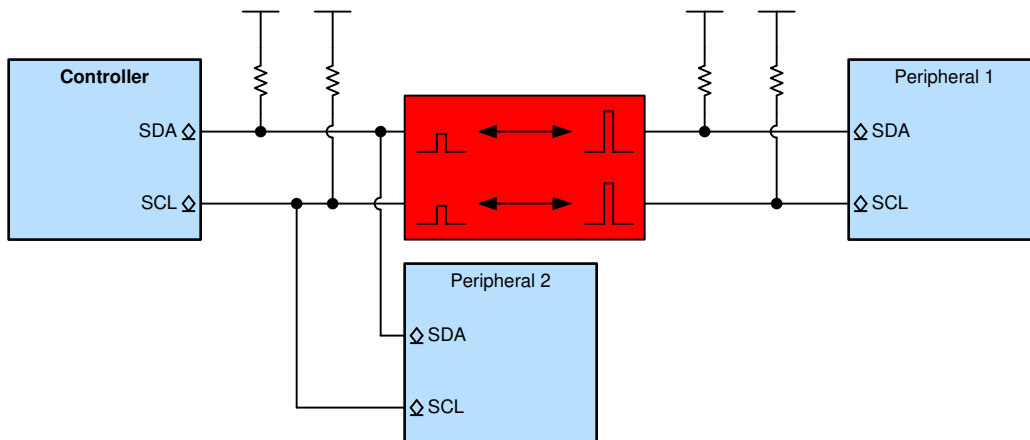 Controller
SDA
SCL
Peripheral 1
SDA
SCL
Peripheral 2
SDA
SCL